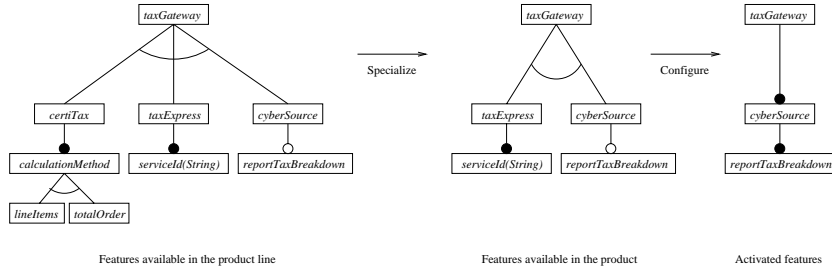 taxGateway
certiTax
taxExpress
cyberSource
calculationMethod
serviceId(String)
reportTaxBreakdown
lineItems
totalOrder
Features available in the product line
Specialize
taxGateway
taxExpress
cyberSource
serviceId(String)
reportTaxBreakdown
Features available in the product
Configure
taxGateway
cyberSource
reportTaxBreakdown
Activated features